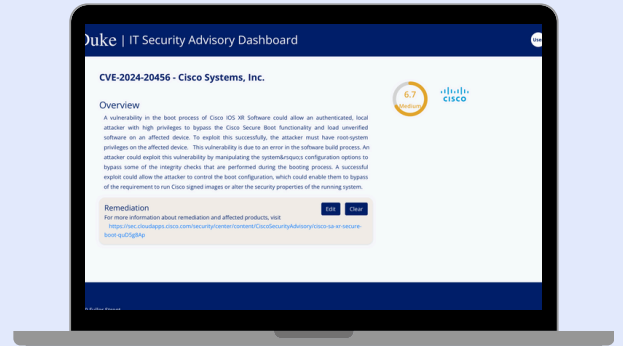 Duke | IT Security Advisory Dashboard
Use
CVE-2024-20456 - Cisco Systems, Inc.
6.7
Medium
CISCO
Overview
A vulnerability in the boot process of Cisco IOS XR Software could allow an authenticated, local
attacker with high privileges to bypass the Cisco Secure Boot functionality and load unverified
software on an affected device. To exploit this successfully, the attacker must have root-system
privileges on the affected device. This vulnerability is due to an error in the software build process. An
attacker could exploit this vulnerability by manipulating the system&rsquo;s configuration options to
bypass some of the integrity checks that are performed during the booting process. A successful
exploit could allow the attacker to control the boot configuration, which could enable them to bypass
of the requirement to run Cisco signed images or alter the security properties of the running system.
Remediation
Edit
Clear
For more information about remediation and affected products, visit
https://sec.cloudapps.cisco.com/security/center/content/CiscoSecurityAdvisory/cisco-sa-xr-secure-
boot-quD5g8Ap